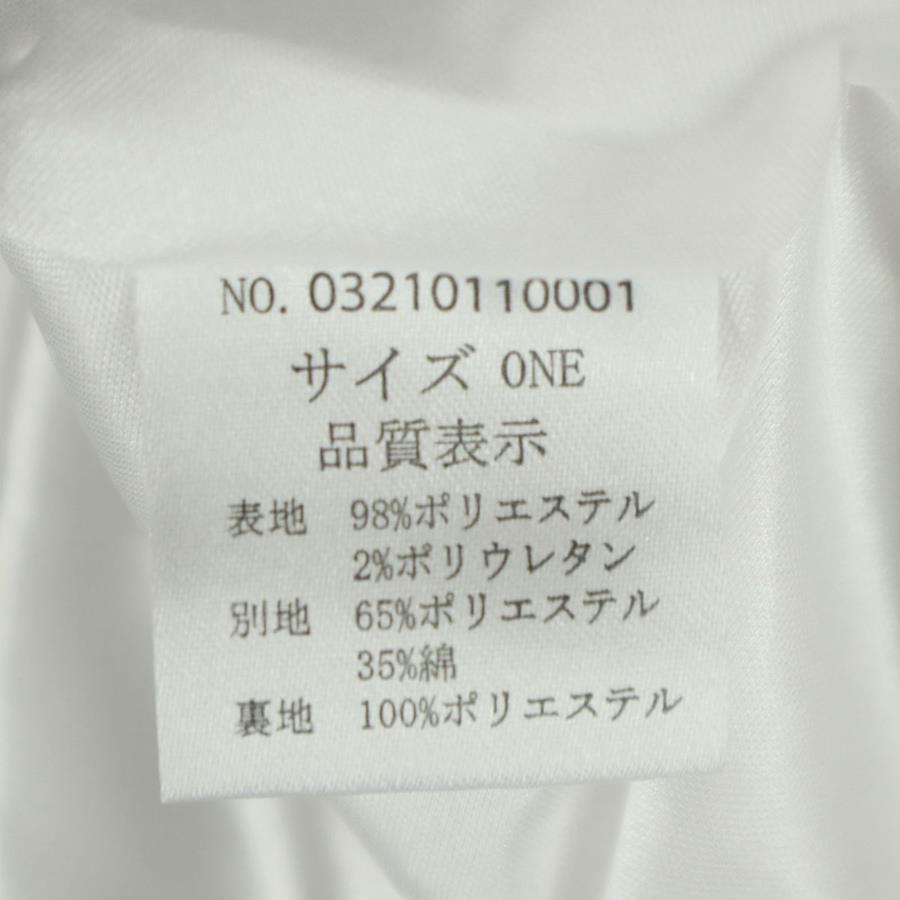 NO. 03210110001
サイズ ONE
品質表示
表地 98%ポリエステル
2%ポリウレタン
別地 65%ポリエステル
35%綿
裏地 100%ポリエステル